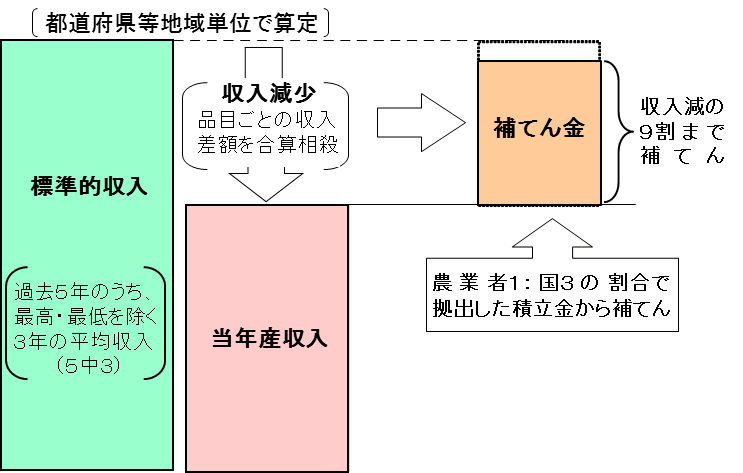 都道府県等地域単位で算定
収入減少
品目ごとの収入
差額を合算相殺
標準的収入
過去5年のうち、
最高・最低を除く
3年の平均収入
(5中3)
当年産収入
補てん金
収入減の
9割まで
補てん
農業者1:国3の割合で
拠出した積立金から補てん